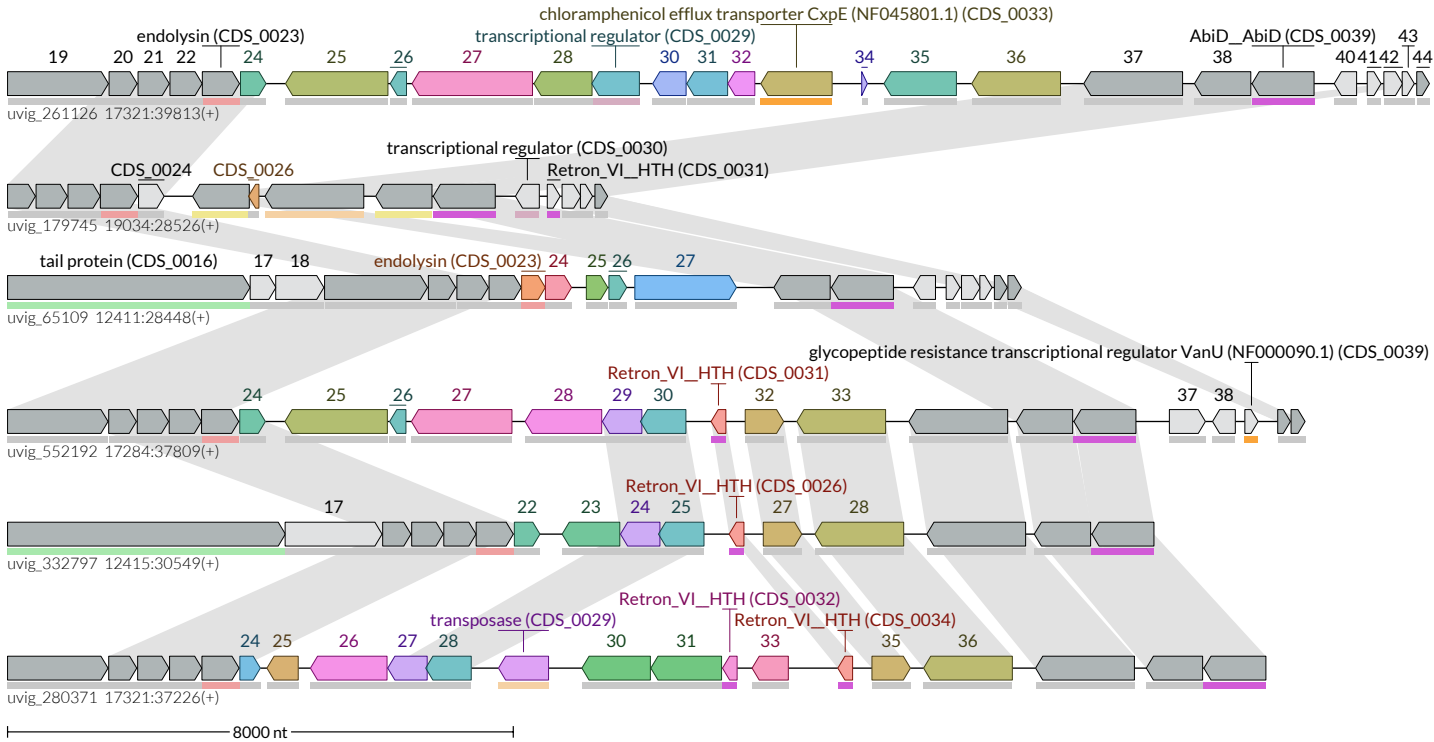 chloramphenicol efflux transporter CxpE (NF045801.1) (CDS_0033)
endolysin (CDS_0023) transcriptional regulator (CDS_0029) AbiD__AbiD (CDS_0039) 43
19 20 21 22 24 25 26 27 28 30 31 32 34 35 36 37 38 40 41 42 44
uvig_261126 17321:39813(+)
transcriptional regulator (CDS_0030)
CDS_0024 CDS_0026 Retron_VI__HTH (CDS_0031)
uvig_179745 19034:28526(+)
tail protein (CDS_0016) 17 18 endolysin (CDS_0023) 24 25 26 27
uvig_65109 12411:28448(+)
glycopeptide resistance transcriptional regulator VanU (NF000090.1) (CDS_0039)
Retron_VI__HTH (CDS_0031)
24 25 26 27 28 29 30 32 33 37 38
uvig_552192 17284:37809(+)
Retron_VI__HTH (CDS_0026)
17 22 23 24 25 27 28
uvig_332797 12415:30549(+)
Retron_VI__HTH (CDS_0032)
transposase (CDS_0029) Retron_VI__HTH (CDS_0034)
24 25 26 27 28 30 31 33 35 36
uvig_280371 17321:37226(+)
8000 nt